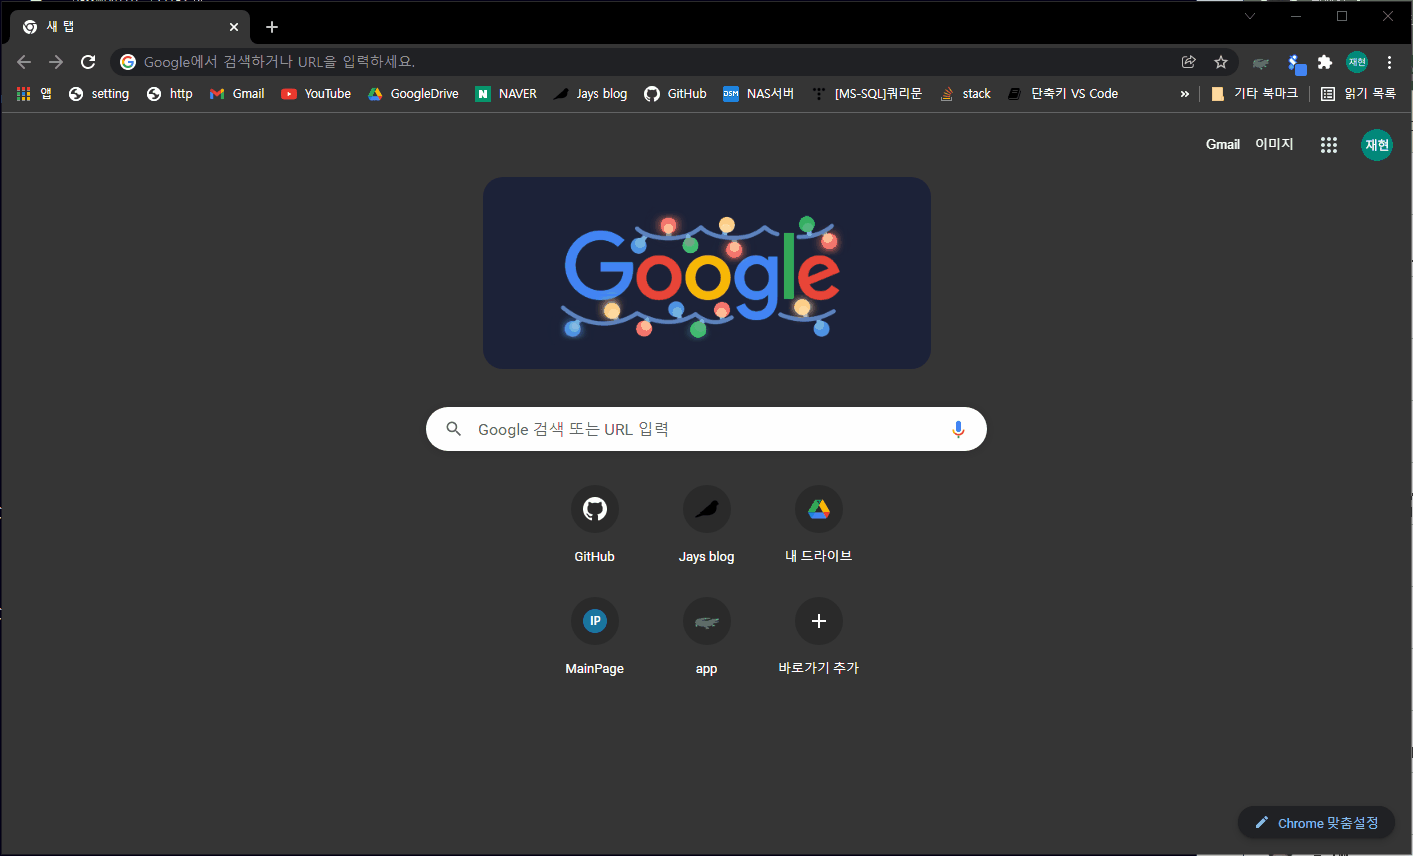 새 탭
Google에서 검색하거나 URL을 입력하세요.
재현
앱 setting http Gmail YouTube GoogleDrive N NAVER Jays blog GitHub JSM NAS서버 [MS-SQL]쿼리문 stack 단축키 VS Code » 기타 북마크 읽기 목록
Gmail 이미지 재현
Google
Google 검색 또는 URL 입력
GitHub Jays blog 내 드라이브
IP
MainPage app 바로가기 추가
Chrome 맞춤설정